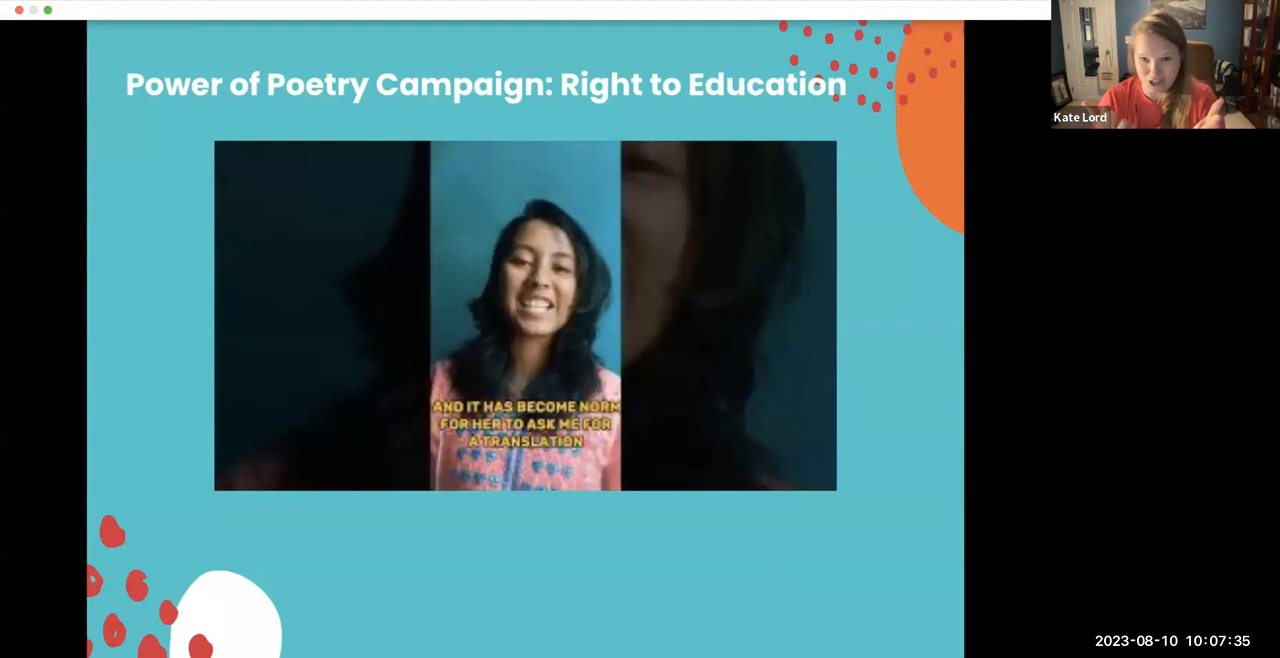 Power of Poetry Campaign: Right to Education
Kate Lord
AND IT HAS BECOME NORM
FOR HER TO ASK ME FOR
A TRANSLATION
2023-08-10 10:07:35